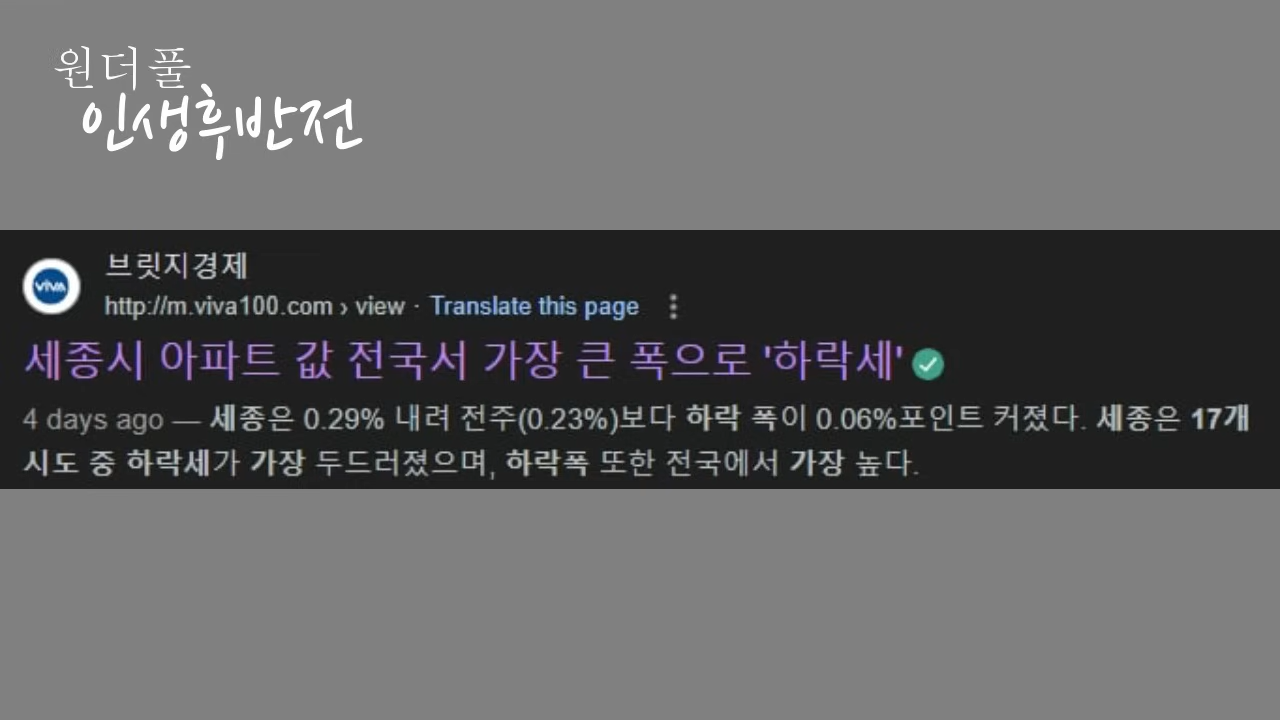 원더풀
인생후반전
브릿지경제
viva
http://m.viva100.com › view · Translate this page
세종시 아파트 값 전국서 가장 큰 폭으로 '하락세'
4 days ago — 세종은 0.29% 내려 전주(0.23%)보다 하락 폭이 0.06%포인트 커졌다. 세종은 17개
시도 중 하락세가 가장 두드러졌으며, 하락폭 또한 전국에서 가장 높다.